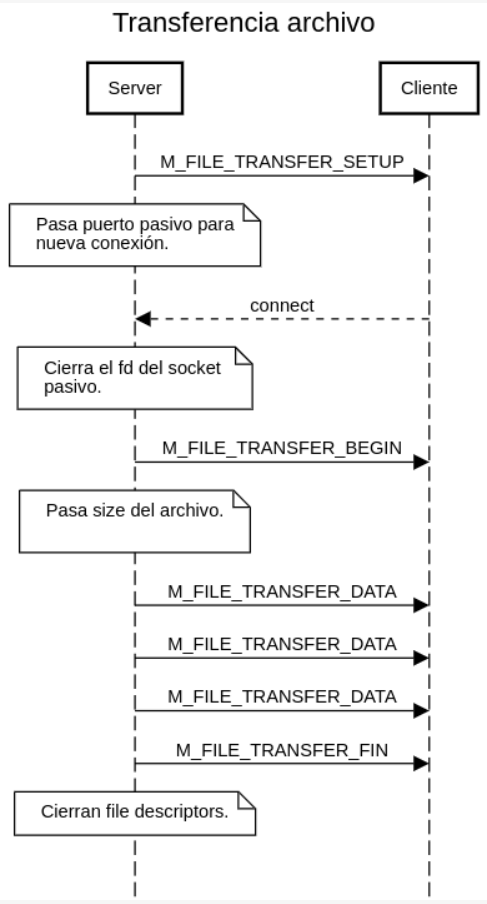 Transferencia archivo
Server
Cliente
M_FILE_TRANSFER_SETUP
Pasa puerto pasivo para
nueva conexión.
connect
Cierra el fd del socket
pasivo.
M_FILE_TRANSFER_BEGIN
Pasa size del archivo.
M_FILE_TRANSFER_DATA
M_FILE_TRANSFER_DATA
M_FILE_TRANSFER_DATA
M_FILE_TRANSFER_FIN
Cierran file descriptors.